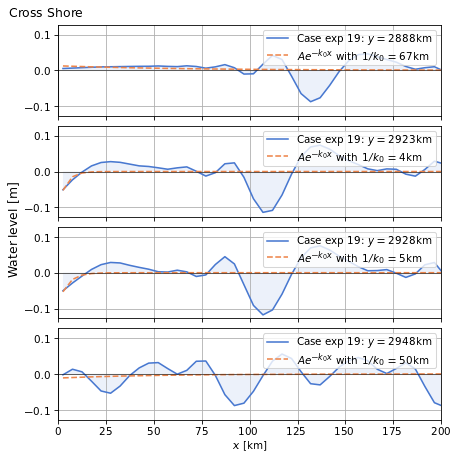 Cross Shore
Water level [m]
0.1
0.0
−0.1
Case exp 19: y = 2888km
Ae^{−k₀x} with 1/k₀ = 67km
0.1
0.0
−0.1
Case exp 19: y = 2923km
Ae^{−k₀x} with 1/k₀ = 4km
0.1
0.0
−0.1
Case exp 19: y = 2928km
Ae^{−k₀x} with 1/k₀ = 5km
0.1
0.0
−0.1
Case exp 19: y = 2948km
Ae^{−k₀x} with 1/k₀ = 50km
0 25 50 75 100 125 150 175 200
x [km]